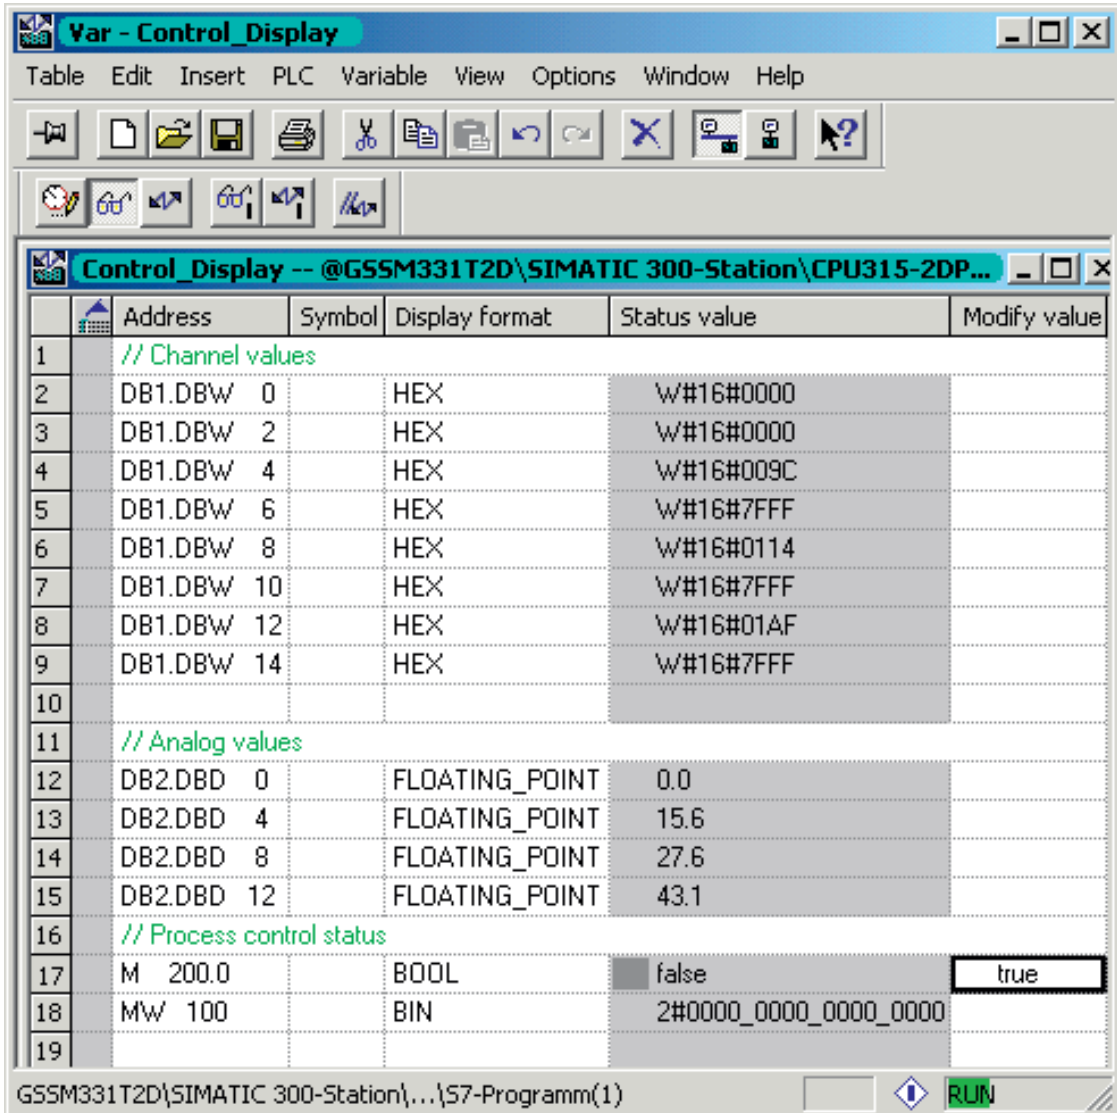 Var - Control_Display
Table Edit Insert PLC Variable View Options Window Help
Control_Display -- @GSSM331T2D\SIMATIC 300-Station\CPU315-2DP...
Address Symbol Display format Status value Modify value
1 // Channel values
2 DB1.DBW 0 HEX W#16#0000
3 DB1.DBW 2 HEX W#16#0000
4 DB1.DBW 4 HEX W#16#009C
5 DB1.DBW 6 HEX W#16#7FFF
6 DB1.DBW 8 HEX W#16#0114
7 DB1.DBW 10 HEX W#16#7FFF
8 DB1.DBW 12 HEX W#16#01AF
9 DB1.DBW 14 HEX W#16#7FFF
10
11 // Analog values
12 DB2.DBD 0 FLOATING_POINT 0.0
13 DB2.DBD 4 FLOATING_POINT 15.6
14 DB2.DBD 8 FLOATING_POINT 27.6
15 DB2.DBD 12 FLOATING_POINT 43.1
16 // Process control status
17 M 200.0 BOOL false true
18 MW 100 BIN 2#0000_0000_0000_0000
19
GSSM331T2D\SIMATIC 300-Station\...\S7-Programm(1) RUN